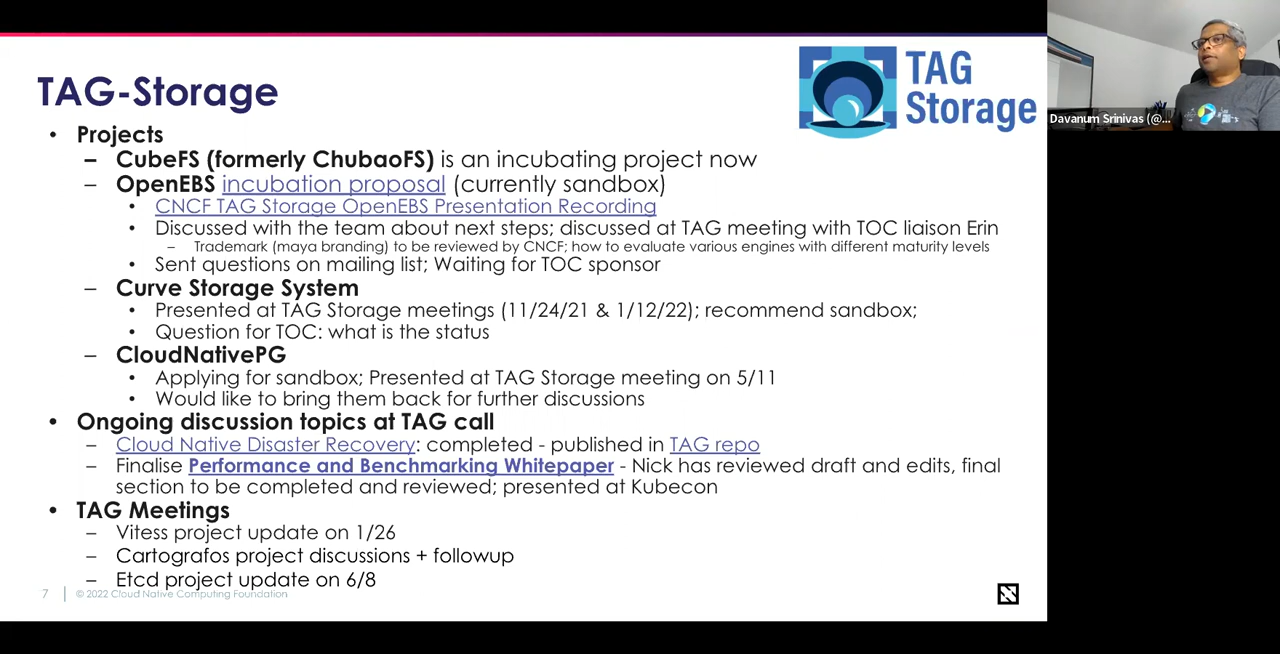 TAG-Storage
TAG
Storage
Davanum Srinivas (@...
• Projects
– CubeFS (formerly ChubaoFS) is an incubating project now
– OpenEBS incubation proposal (currently sandbox)
• CNCF TAG Storage OpenEBS Presentation Recording
• Discussed with the team about next steps; discussed at TAG meeting with TOC liaison Erin
– Trademark (maya branding) to be reviewed by CNCF; how to evaluate various engines with different maturity levels
• Sent questions on mailing list; Waiting for TOC sponsor
– Curve Storage System
• Presented at TAG Storage meetings (11/24/21 & 1/12/22); recommend sandbox;
• Question for TOC: what is the status
– CloudNativePG
• Applying for sandbox; Presented at TAG Storage meeting on 5/11
• Would like to bring them back for further discussions
• Ongoing discussion topics at TAG call
– Cloud Native Disaster Recovery: completed - published in TAG repo
– Finalise Performance and Benchmarking Whitepaper - Nick has reviewed draft and edits, final
section to be completed and reviewed; presented at Kubecon
• TAG Meetings
– Vitess project update on 1/26
– Cartografos project discussions + followup
– Etcd project update on 6/8
7 © 2022 Cloud Native Computing Foundation